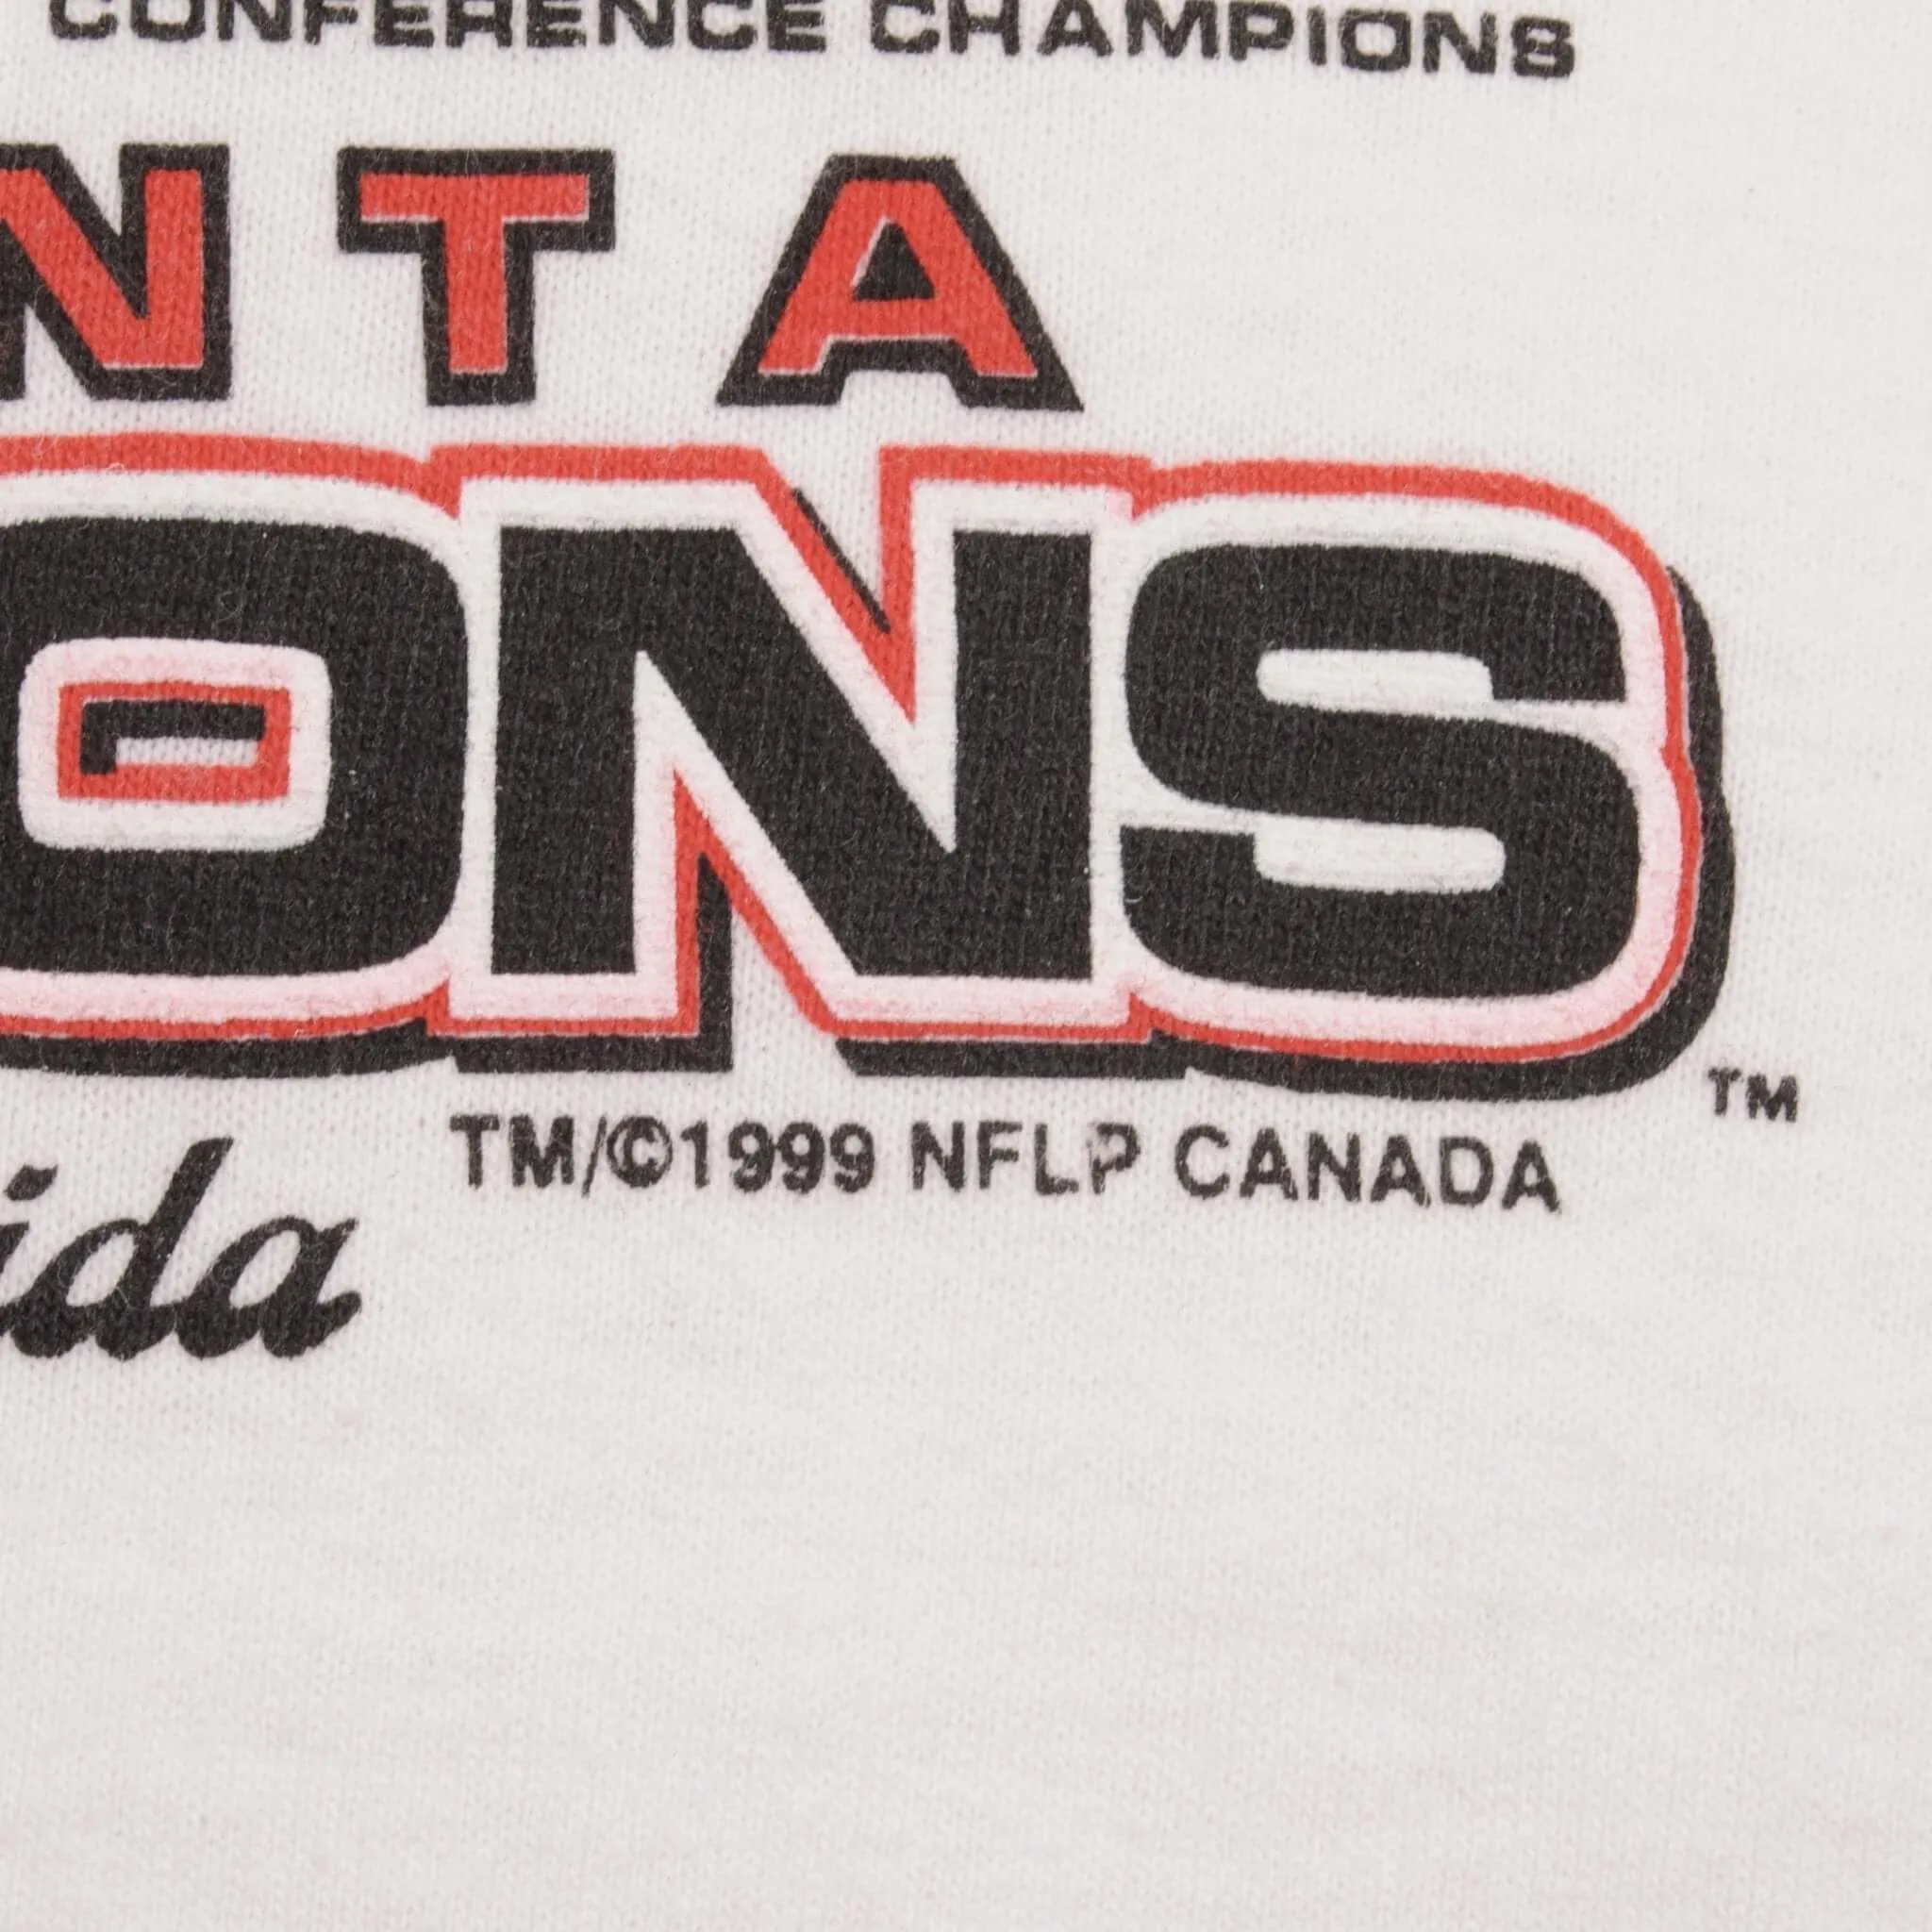 CONFERENCE CHAMPIONS
NTA
ONS TM
TM/©1999 NFLP CANADA
ida